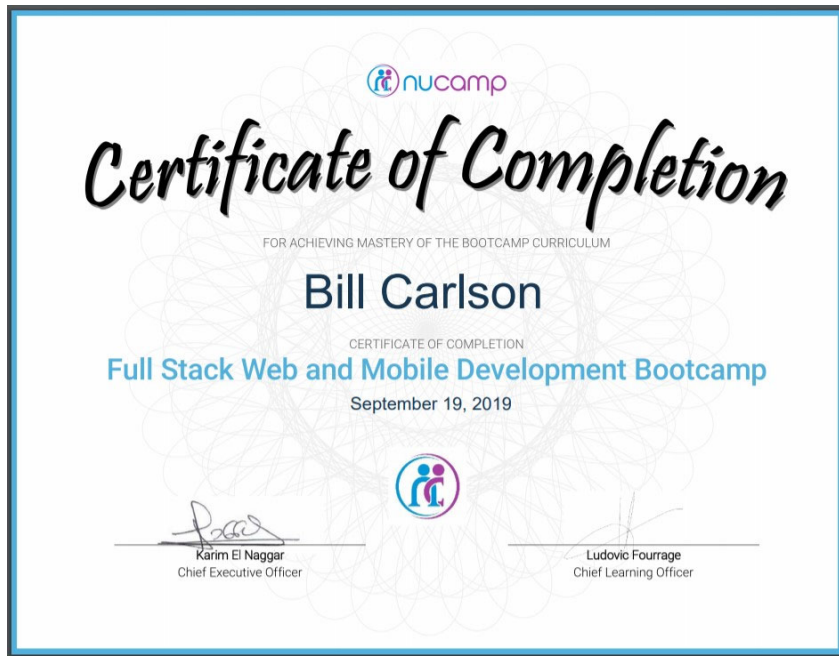 nucamp
Certificate of Completion
FOR ACHIEVING MASTERY OF THE BOOTCAMP CURRICULUM
Bill Carlson
CERTIFICATE OF COMPLETION
Full Stack Web and Mobile Development Bootcamp
September 19, 2019
Karim El Naggar
Chief Executive Officer
Ludovic Fourrage
Chief Learning Officer